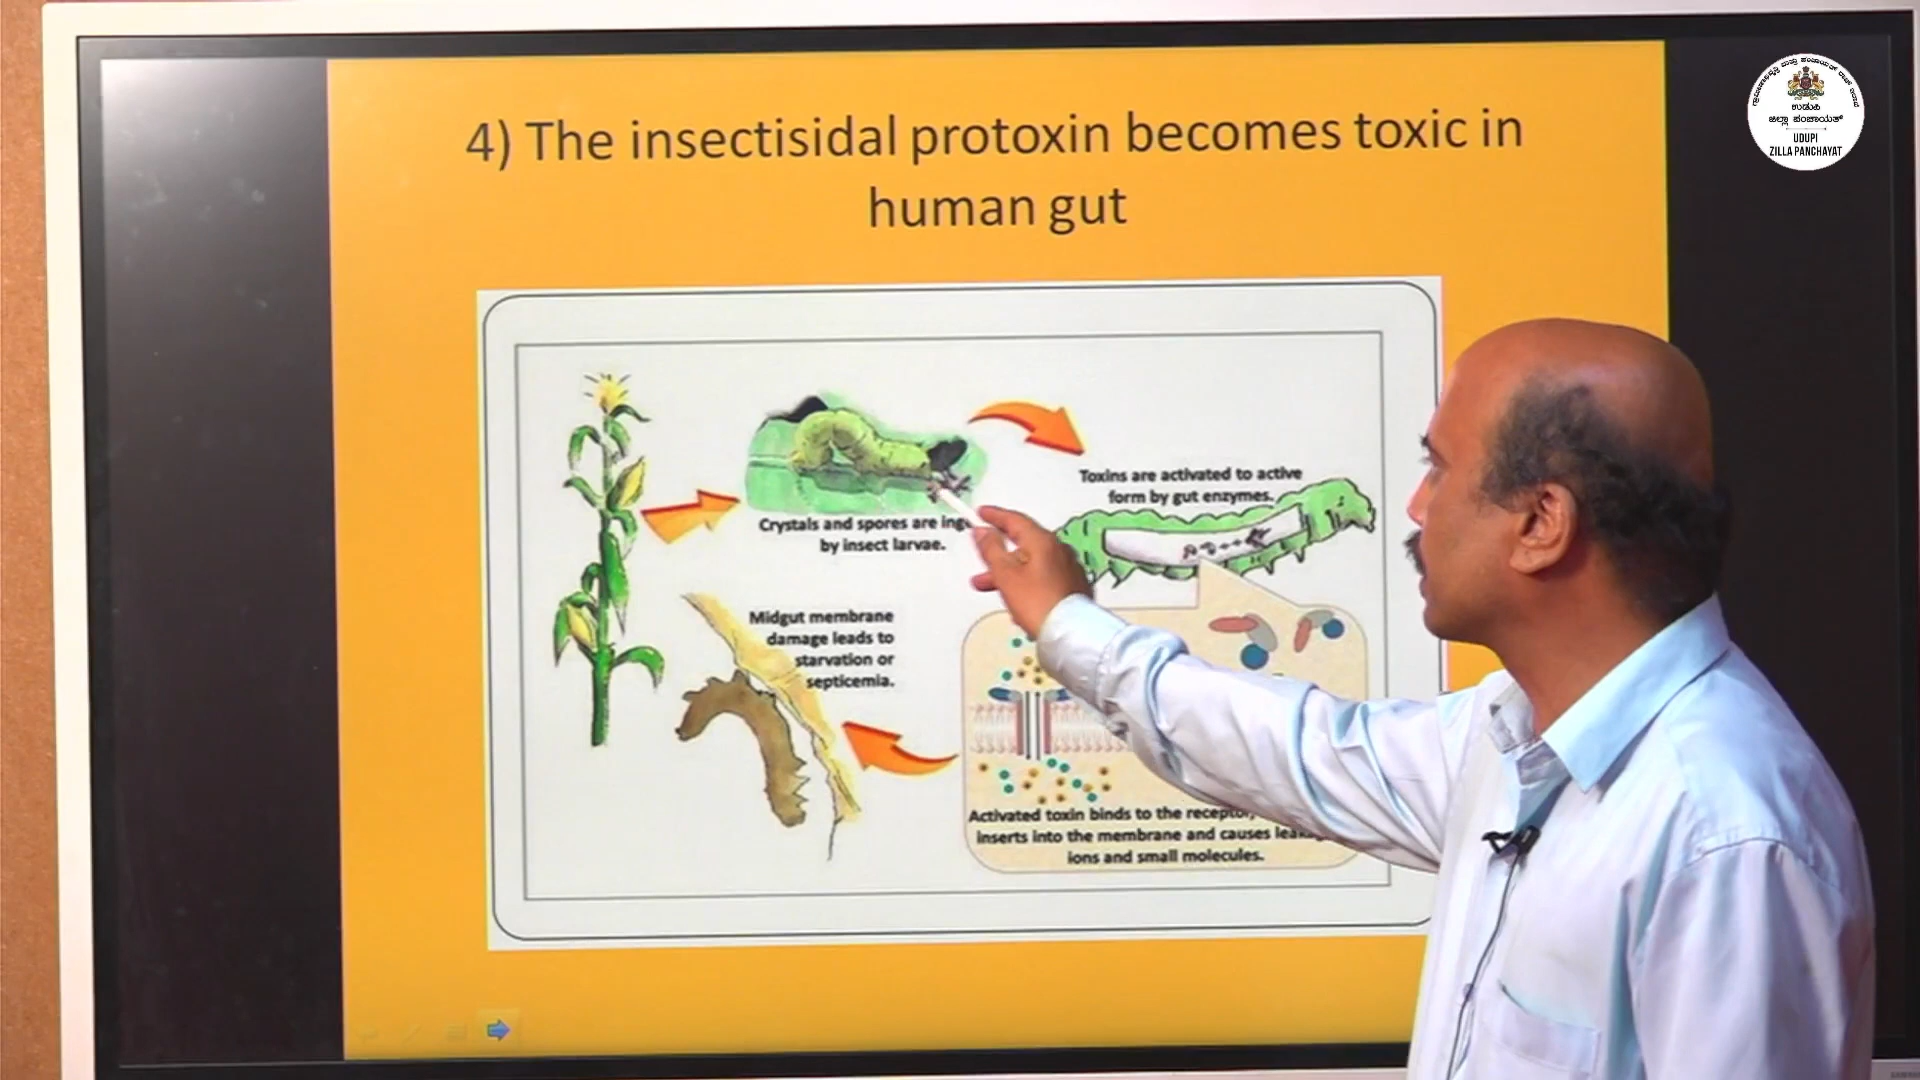 4) The insectisidal protoxin becomes toxic in
human gut
Crystals and spores are
by insect larvae.
Toxins are activated to active
form by gut enzymes.
Midgut membrane
damage leads to
starvation or
septicemia.
Activated toxin binds to the receptor,
inserts into the membrane and causes
ions and small molecules.
ಉಡುಪಿ
ಜಿಲ್ಲಾ ಪಂಚಾಯತ್
UDUPI
ZILLA PANCHAYAT